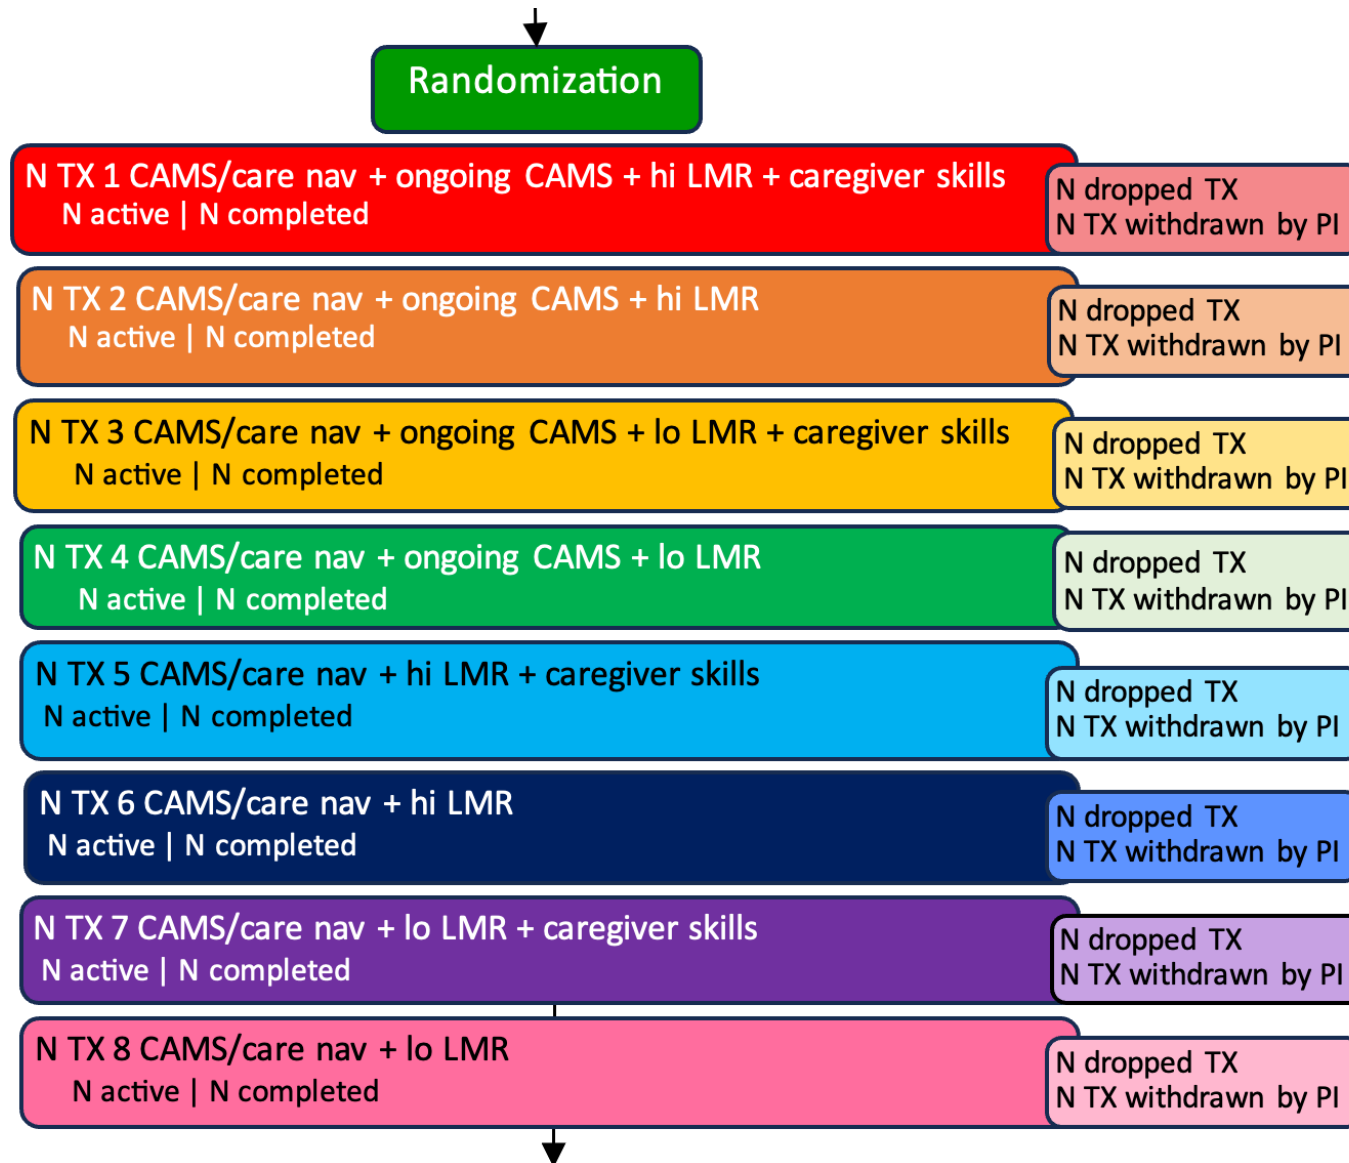 Randomization
N TX 1 CAMS/care nav + ongoing CAMS + hi LMR + caregiver skills
N active | N completed
N dropped TX
N TX withdrawn by PI
N TX 2 CAMS/care nav + ongoing CAMS + hi LMR
N active | N completed
N dropped TX
N TX withdrawn by PI
N TX 3 CAMS/care nav + ongoing CAMS + lo LMR + caregiver skills
N active | N completed
N dropped TX
N TX withdrawn by PI
N TX 4 CAMS/care nav + ongoing CAMS + lo LMR
N active | N completed
N dropped TX
N TX withdrawn by PI
N TX 5 CAMS/care nav + hi LMR + caregiver skills
N active | N completed
N dropped TX
N TX withdrawn by PI
N TX 6 CAMS/care nav + hi LMR
N active | N completed
N dropped TX
N TX withdrawn by PI
N TX 7 CAMS/care nav + lo LMR + caregiver skills
N active | N completed
N dropped TX
N TX withdrawn by PI
N TX 8 CAMS/care nav + lo LMR
N active | N completed
N dropped TX
N TX withdrawn by PI